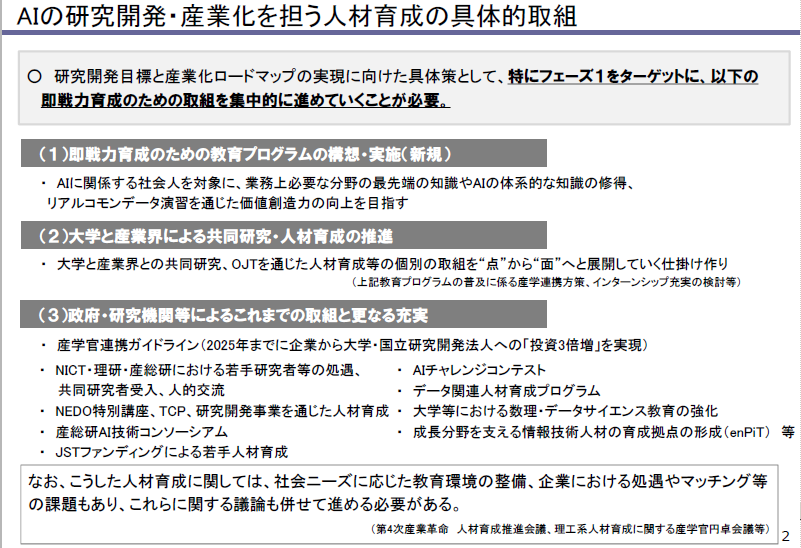 AIの研究開発・産業化を担う人材育成の具体的取組
○ 研究開発目標と産業化ロードマップの実現に向けた具体策として、特にフェーズ1をターゲットに、以下の
即戦力育成のための取組を集中的に進めていくことが必要。
（１）即戦力育成のための教育プログラムの構想・実施（新規）
・ AIに関係する社会人を対象に、業務上必要な分野の最先端の知識やAIの体系的な知識の修得、
リアルコモンデータ演習を通じた価値創造力の向上を目指す
（２）大学と産業界による共同研究・人材育成の推進
・ 大学と産業界との共同研究、OJTを通じた人材育成等の個別の取組を“点”から“面”へと展開していく仕掛け作り
（上記教育プログラムの普及に係る産学連携方策、インターンシップ充実の検討等）
（３）政府・研究機関等によるこれまでの取組と更なる充実
・ 産学官連携ガイドライン（2025年までに企業から大学・国立研究開発法人への「投資3倍増」を実現）
・ NICT・理研・産総研における若手研究者等の処遇、
共同研究者受入、人的交流
・ NEDO特別講座、TCP、研究開発事業を通じた人材育成
・ 産総研AI技術コンソーシアム
・ JSTファンディングによる若手人材育成
・ AIチャレンジコンテスト
・ データ関連人材育成プログラム
・ 大学等における数理・データサイエンス教育の強化
・ 成長分野を支える情報技術人材の育成拠点の形成（enPiT） 等
なお、こうした人材育成に関しては、社会ニーズに応じた教育環境の整備、企業における処遇やマッチング等
の課題もあり、これらに関する議論も併せて進める必要がある。
（第4次産業革命 人材育成推進会議、理工系人材育成に関する産学官円卓会議等）
2